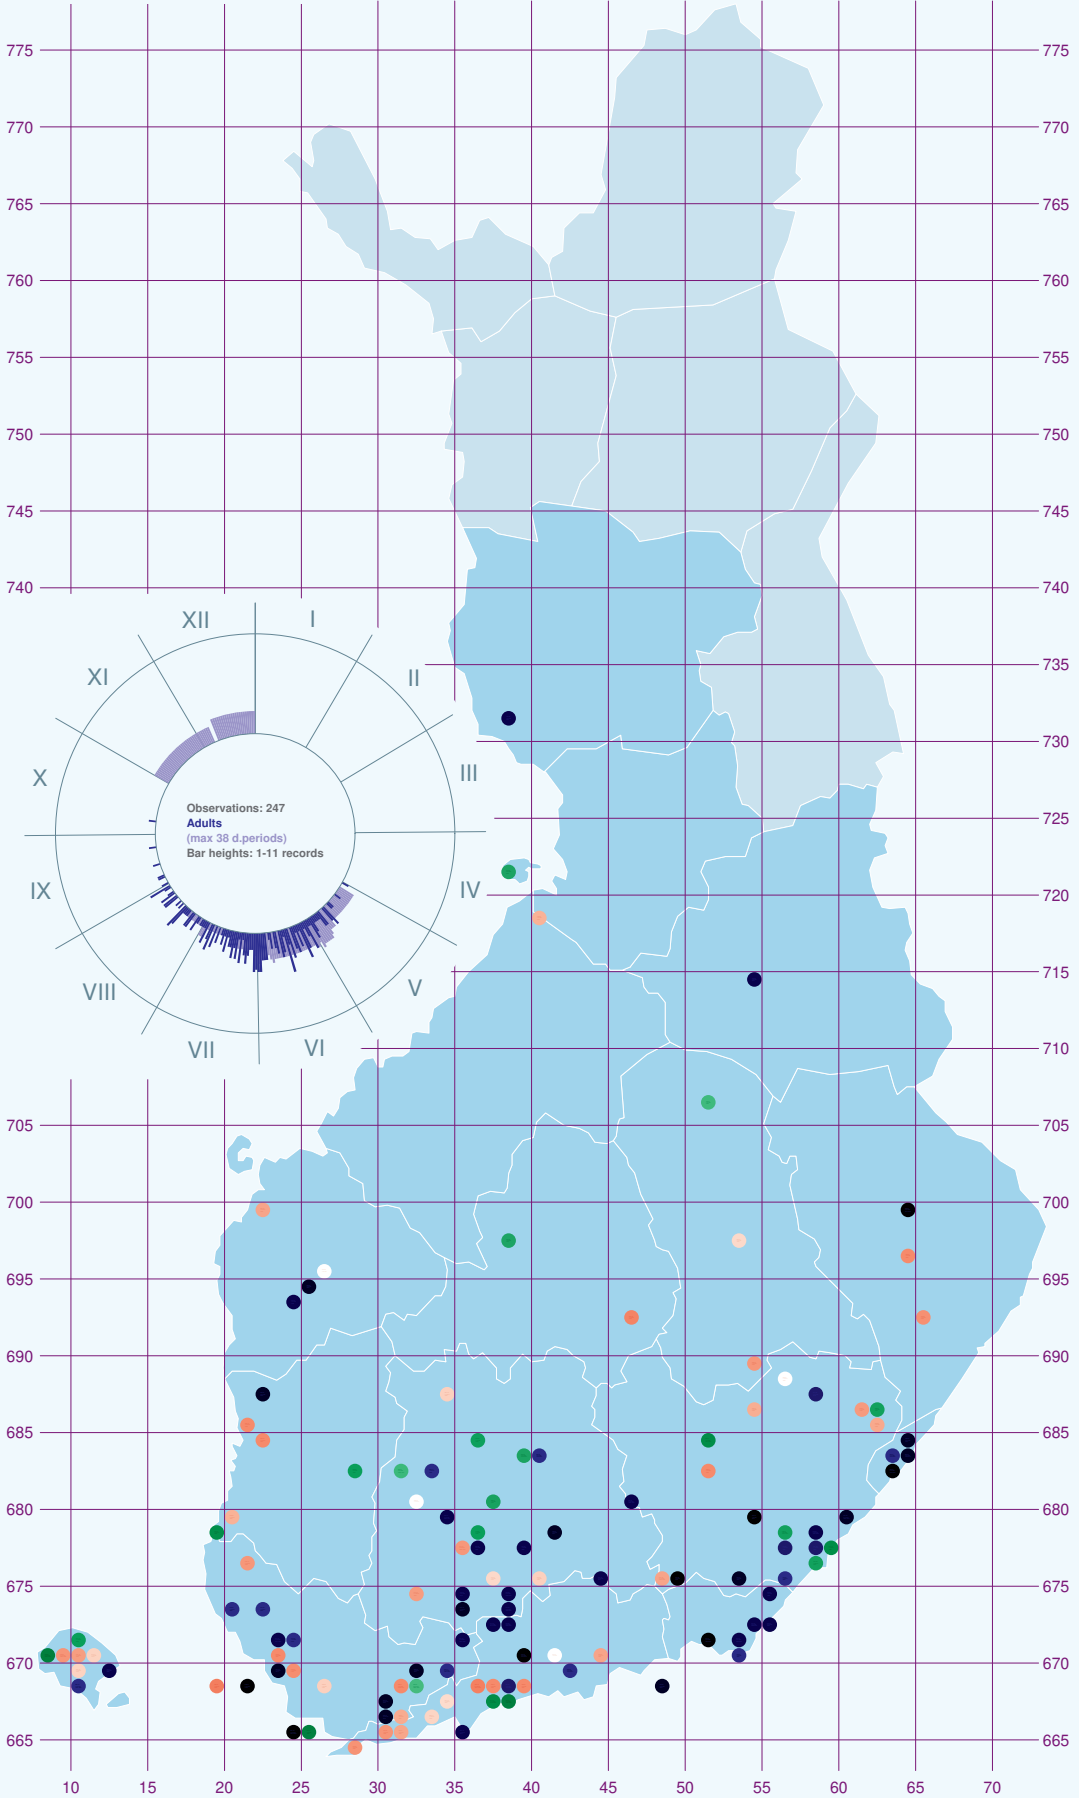 775 775
770 770
765 765
760 760
755 755
750 750
745 745
740 740
735
730
725
720
715
710
705 705
700 700
695 695
690 690
685 685
680 680
675 675
670 670
665 665
10 15 20 25 30 35 40 45 50 55 60 65 70
XII I
XI II
X III
IX IV
VIII V
VII VI
Observations: 247
Adults
(max 38 d.periods)
Bar heights: 1-11 records